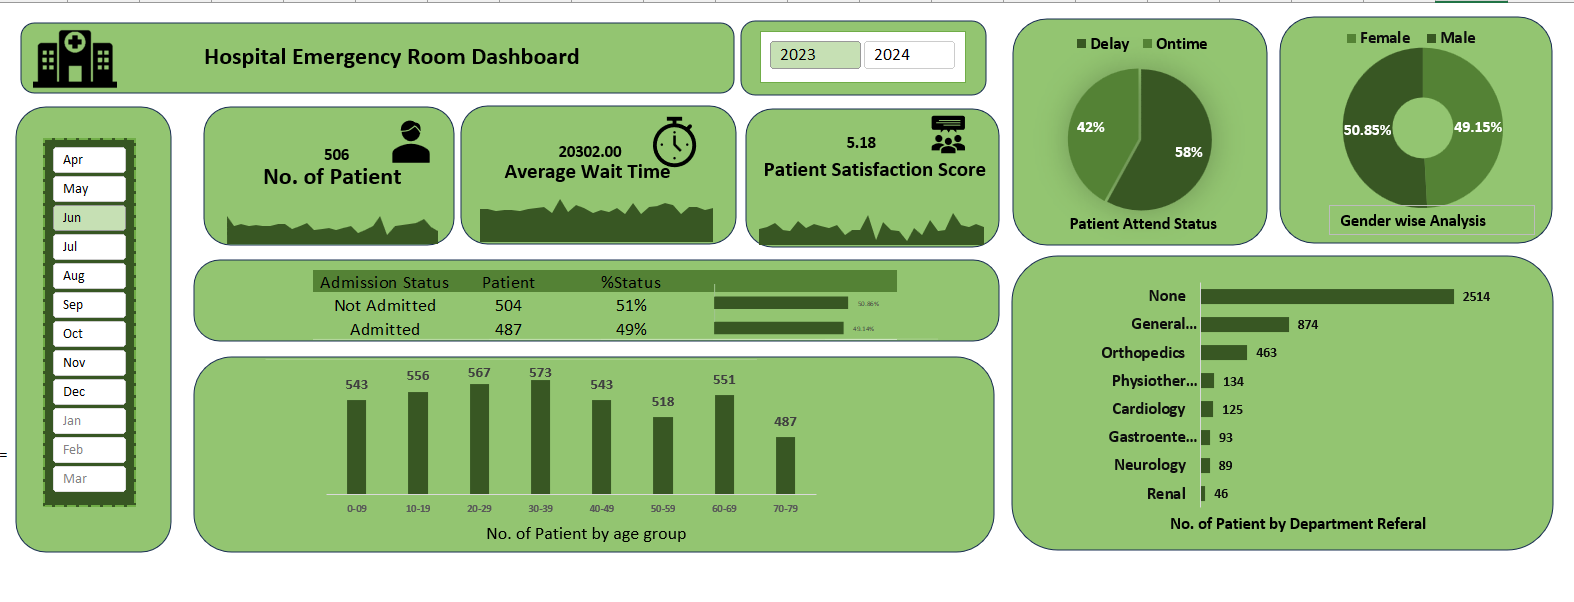 Hospital Emergency Room Dashboard
2023
2024
Delay Ontime
42%
58%
Patient Attend Status
Female Male
50.85%
49.15%
Gender wise Analysis
Apr
May
Jun
Jul
Aug
Sep
Oct
Nov
Dec
Jan
Feb
Mar
=
506
No. of Patient
20302.00
Average Wait Time
5.18
Patient Satisfaction Score
Admission Status Patient %Status
Not Admitted 504 51% 50.86%
Admitted 487 49% 49.14%
543 556 567 573 543 518 551 487
0-09 10-19 20-29 30-39 40-49 50-59 60-69 70-79
No. of Patient by age group
None 2514
General... 874
Orthopedics 463
Physiother... 134
Cardiology 125
Gastroente... 93
Neurology 89
Renal 46
No. of Patient by Department Referal